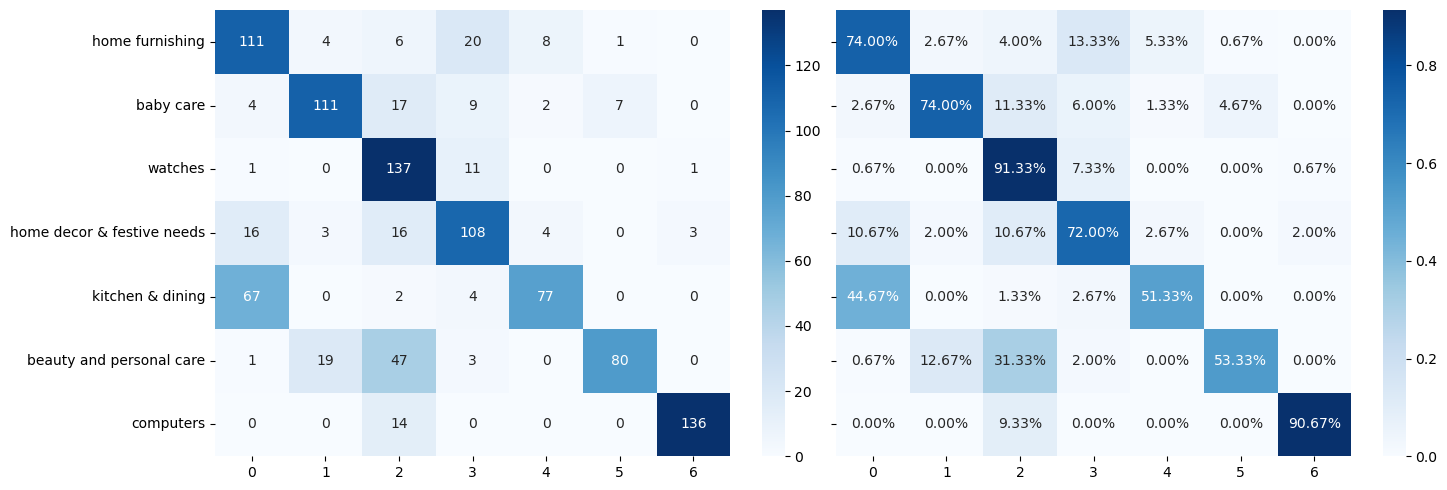 home furnishing 111 4 6 20 8 1 0 120 74.00% 2.67% 4.00% 13.33% 5.33% 0.67% 0.00% 0.8
baby care 4 111 17 9 2 7 0 100 2.67% 74.00% 11.33% 6.00% 1.33% 4.67% 0.00%
watches 1 0 137 11 0 0 1 80 0.67% 0.00% 91.33% 7.33% 0.00% 0.00% 0.67% 0.6
home decor & festive needs 16 3 16 108 4 0 3 60 10.67% 2.00% 10.67% 72.00% 2.67% 0.00% 2.00% 0.4
kitchen & dining 67 0 2 4 77 0 0 40 44.67% 0.00% 1.33% 2.67% 51.33% 0.00% 0.00%
beauty and personal care 1 19 47 3 0 80 0 20 0.67% 12.67% 31.33% 2.00% 0.00% 53.33% 0.00% 0.2
computers 0 0 14 0 0 0 136 0 0.00% 0.00% 9.33% 0.00% 0.00% 0.00% 90.67% 0.0
0 1 2 3 4 5 6 0 1 2 3 4 5 6